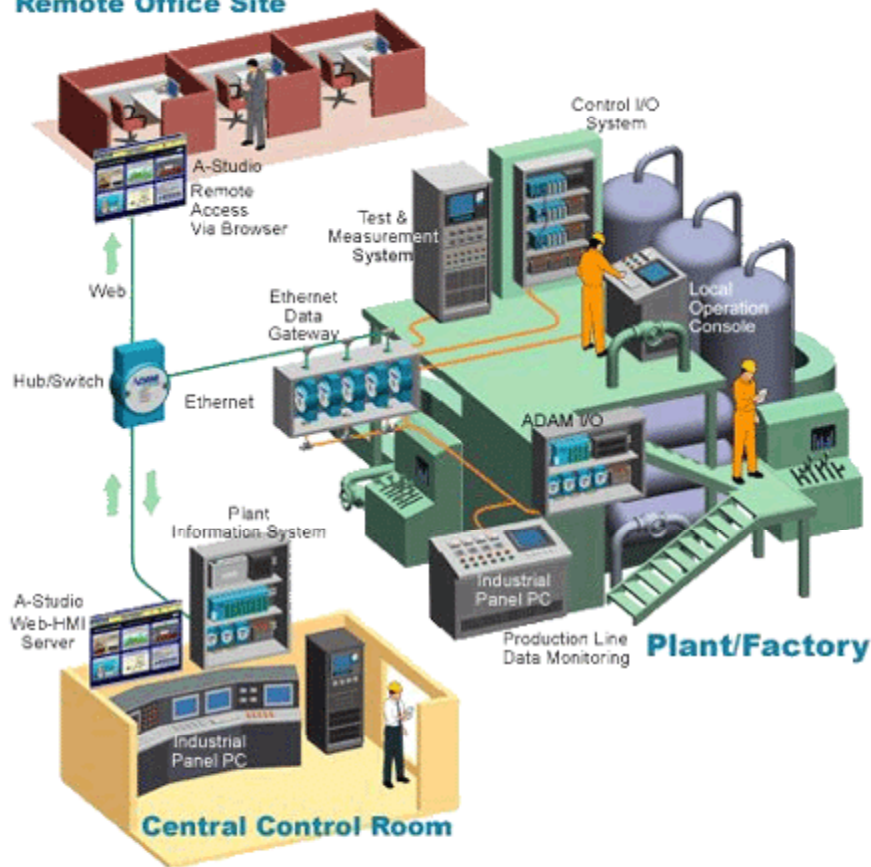 Remote Office Site
A-Studio
Remote
Access
Via Browser
Control I/O
System
Test &
Measurement
System
Web
Ethernet
Data
Gateway
Local
Operation
Console
Hub/Switch
Ethernet
ADAM I/O
Plant
Information System
A-Studio
Web-HMI
Server
Industrial
Panel PC
Production Line
Data Monitoring
Plant/Factory
Industrial
Panel PC
Central Control Room